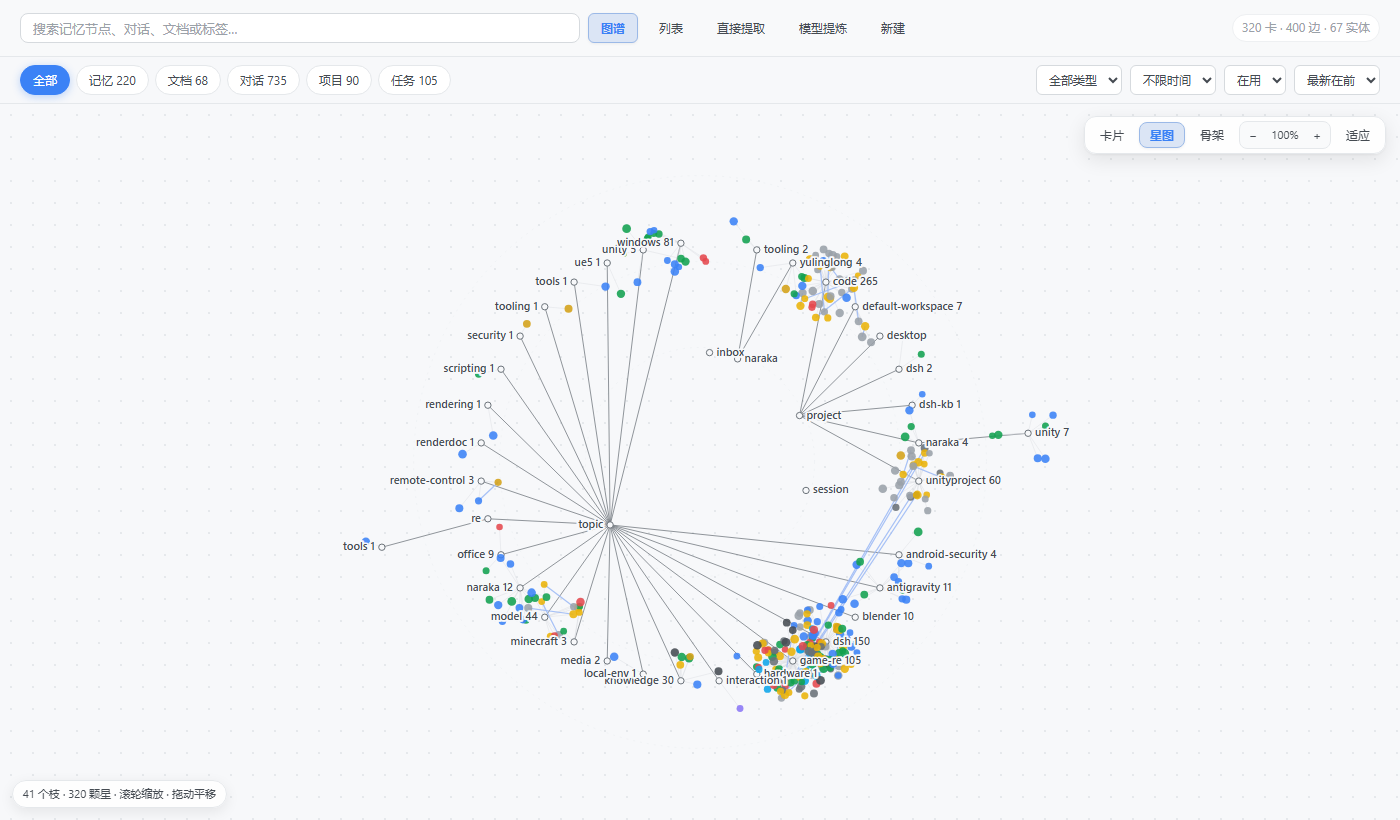 搜索记忆节点、对话、文档或标签...
图谱
列表
直接提取
模型提炼
新建
320 卡 · 400 边 · 67 实体
全部
记忆 220
文档 68
对话 735
项目 90
任务 105
全部类型
不限时间
在用
最新在前
卡片
星图
骨架
−
100%
+
适应
windows 81
unity 5
tooling 2
ue5 1
yulinglong 4
tools 1
code 265
tooling 1
default-workspace 7
security 1
desktop
inbox
naraka
scripting 1
dsh 2
rendering 1
dsh-kb 1
project
unity 7
renderdoc 1
naraka 4
remote-control 3
unityproject 60
session
re
topic
tools 1
office 9
android-security 4
naraka 12
antigravity 11
model 44
blender 10
minecraft 3
dsh 150
media 2
game-re 105
local-env 1
hardware 1
knowledge 30
interaction 1
41 个枝 · 320 颗星 · 滚轮缩放 · 拖动平移